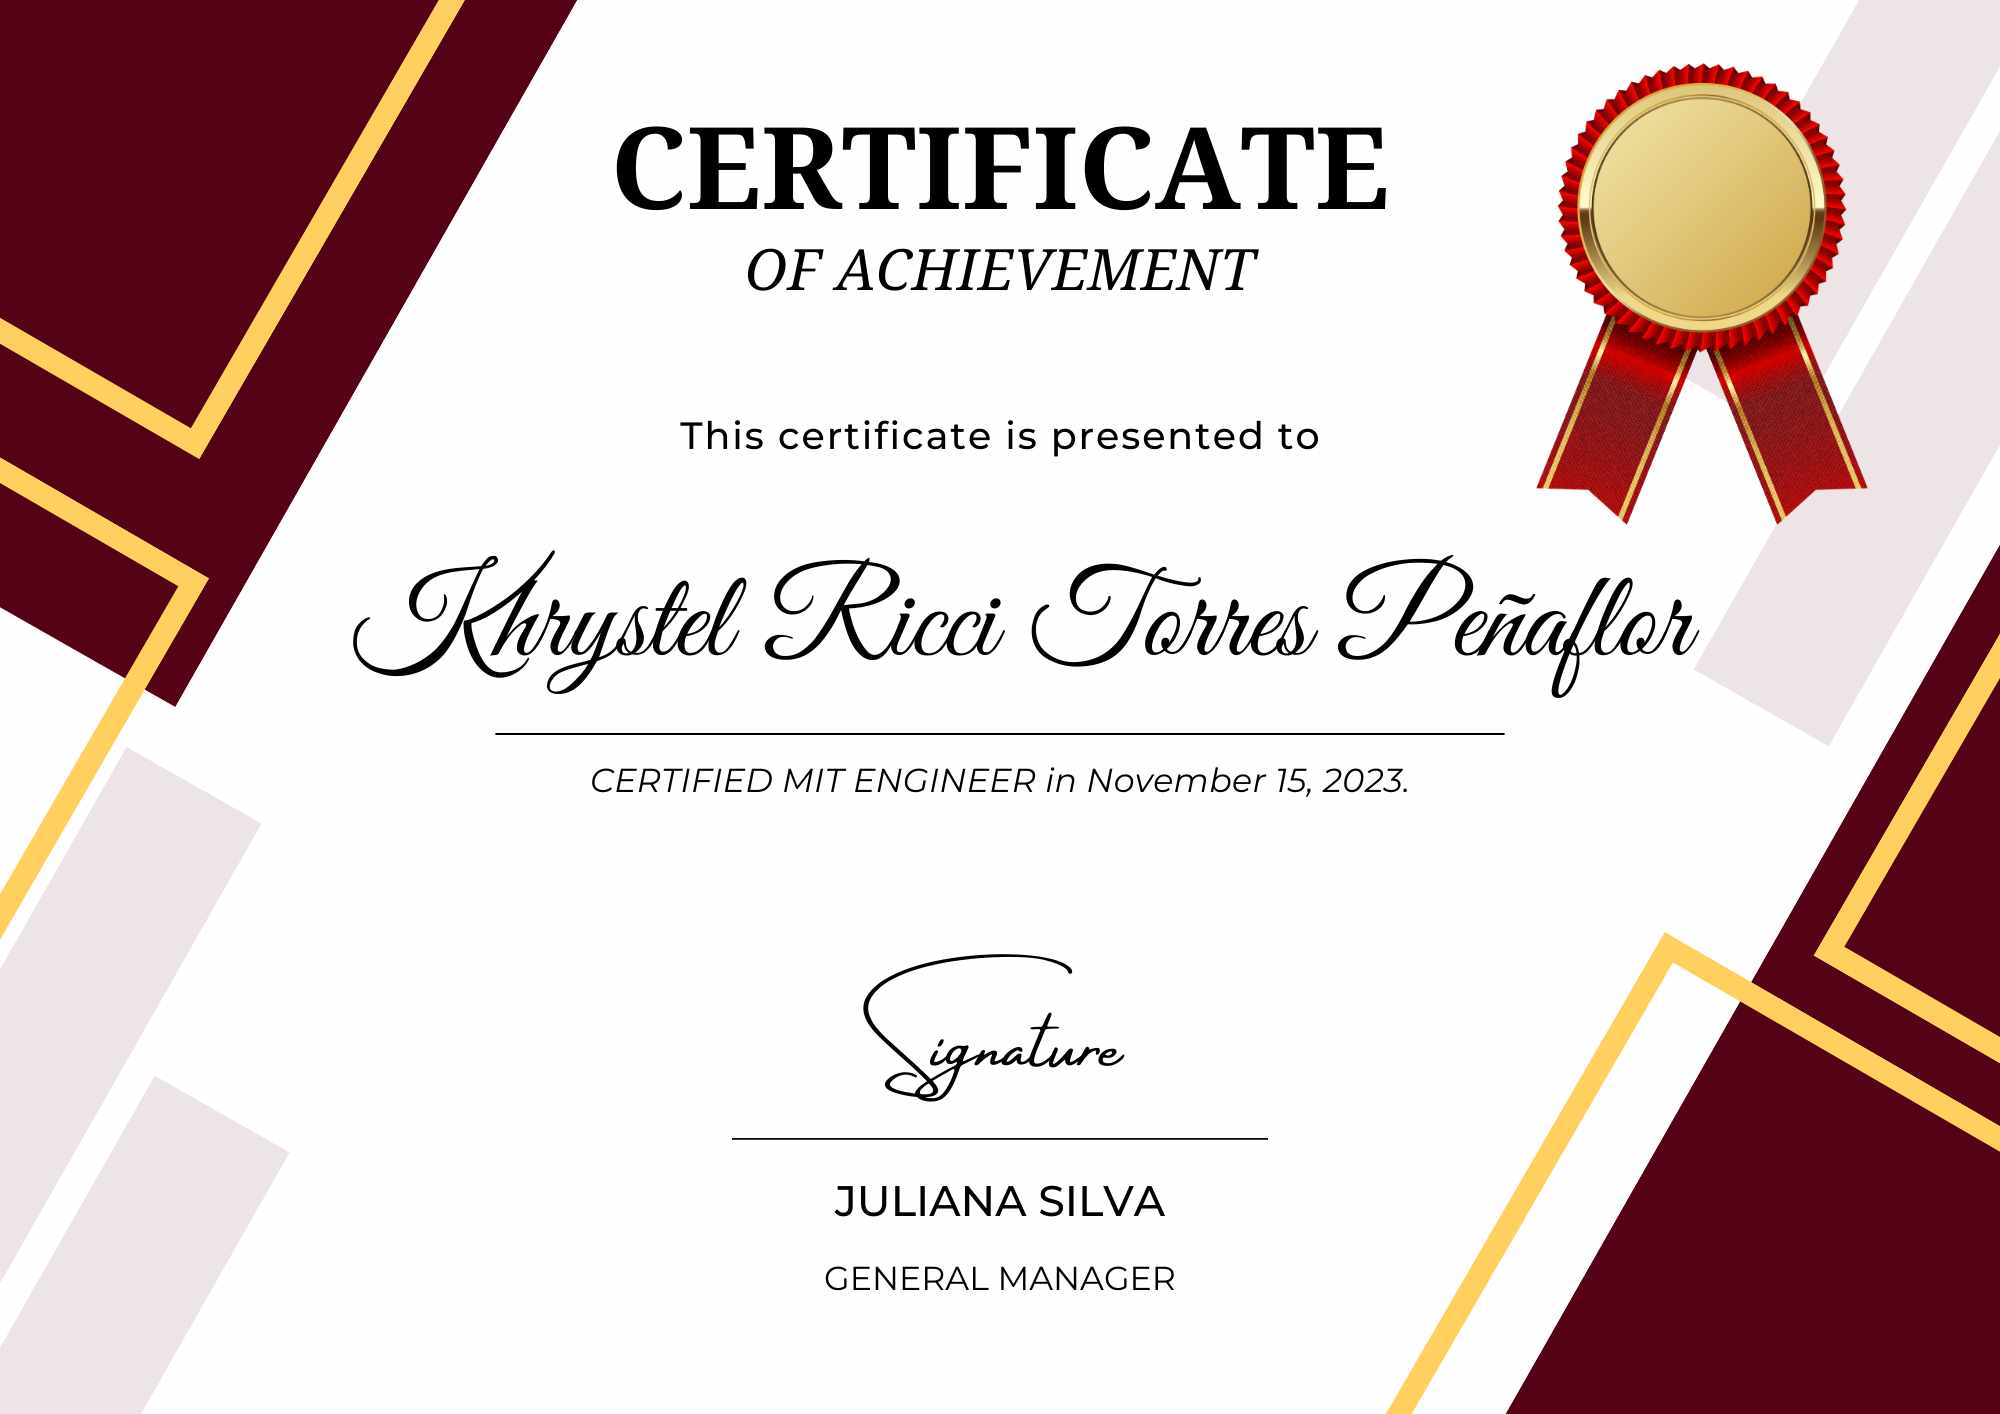 CERTIFICATE
OF ACHIEVEMENT
This certificate is presented to
Khrystel Ricci Torres Peñaflor
CERTIFIED MIT ENGINEER in November 15, 2023.
Signature
JULIANA SILVA
GENERAL MANAGER